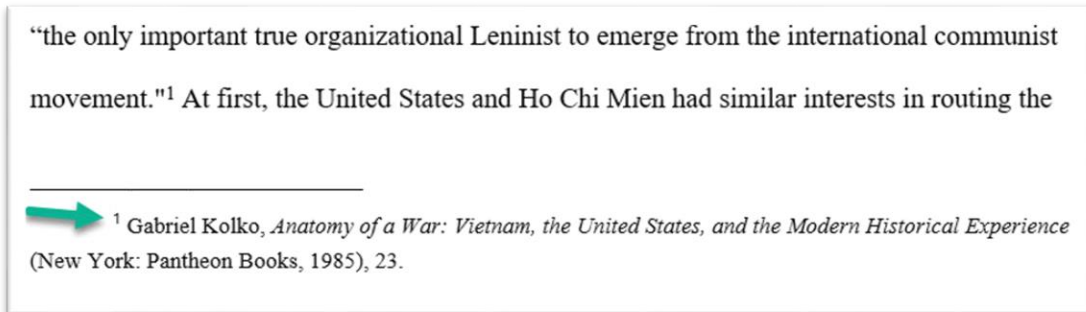 “the only important true organizational Leninist to emerge from the international communist
movement."¹ At first, the United States and Ho Chi Mien had similar interests in routing the
¹ Gabriel Kolko, Anatomy of a War: Vietnam, the United States, and the Modern Historical Experience
(New York: Pantheon Books, 1985), 23.